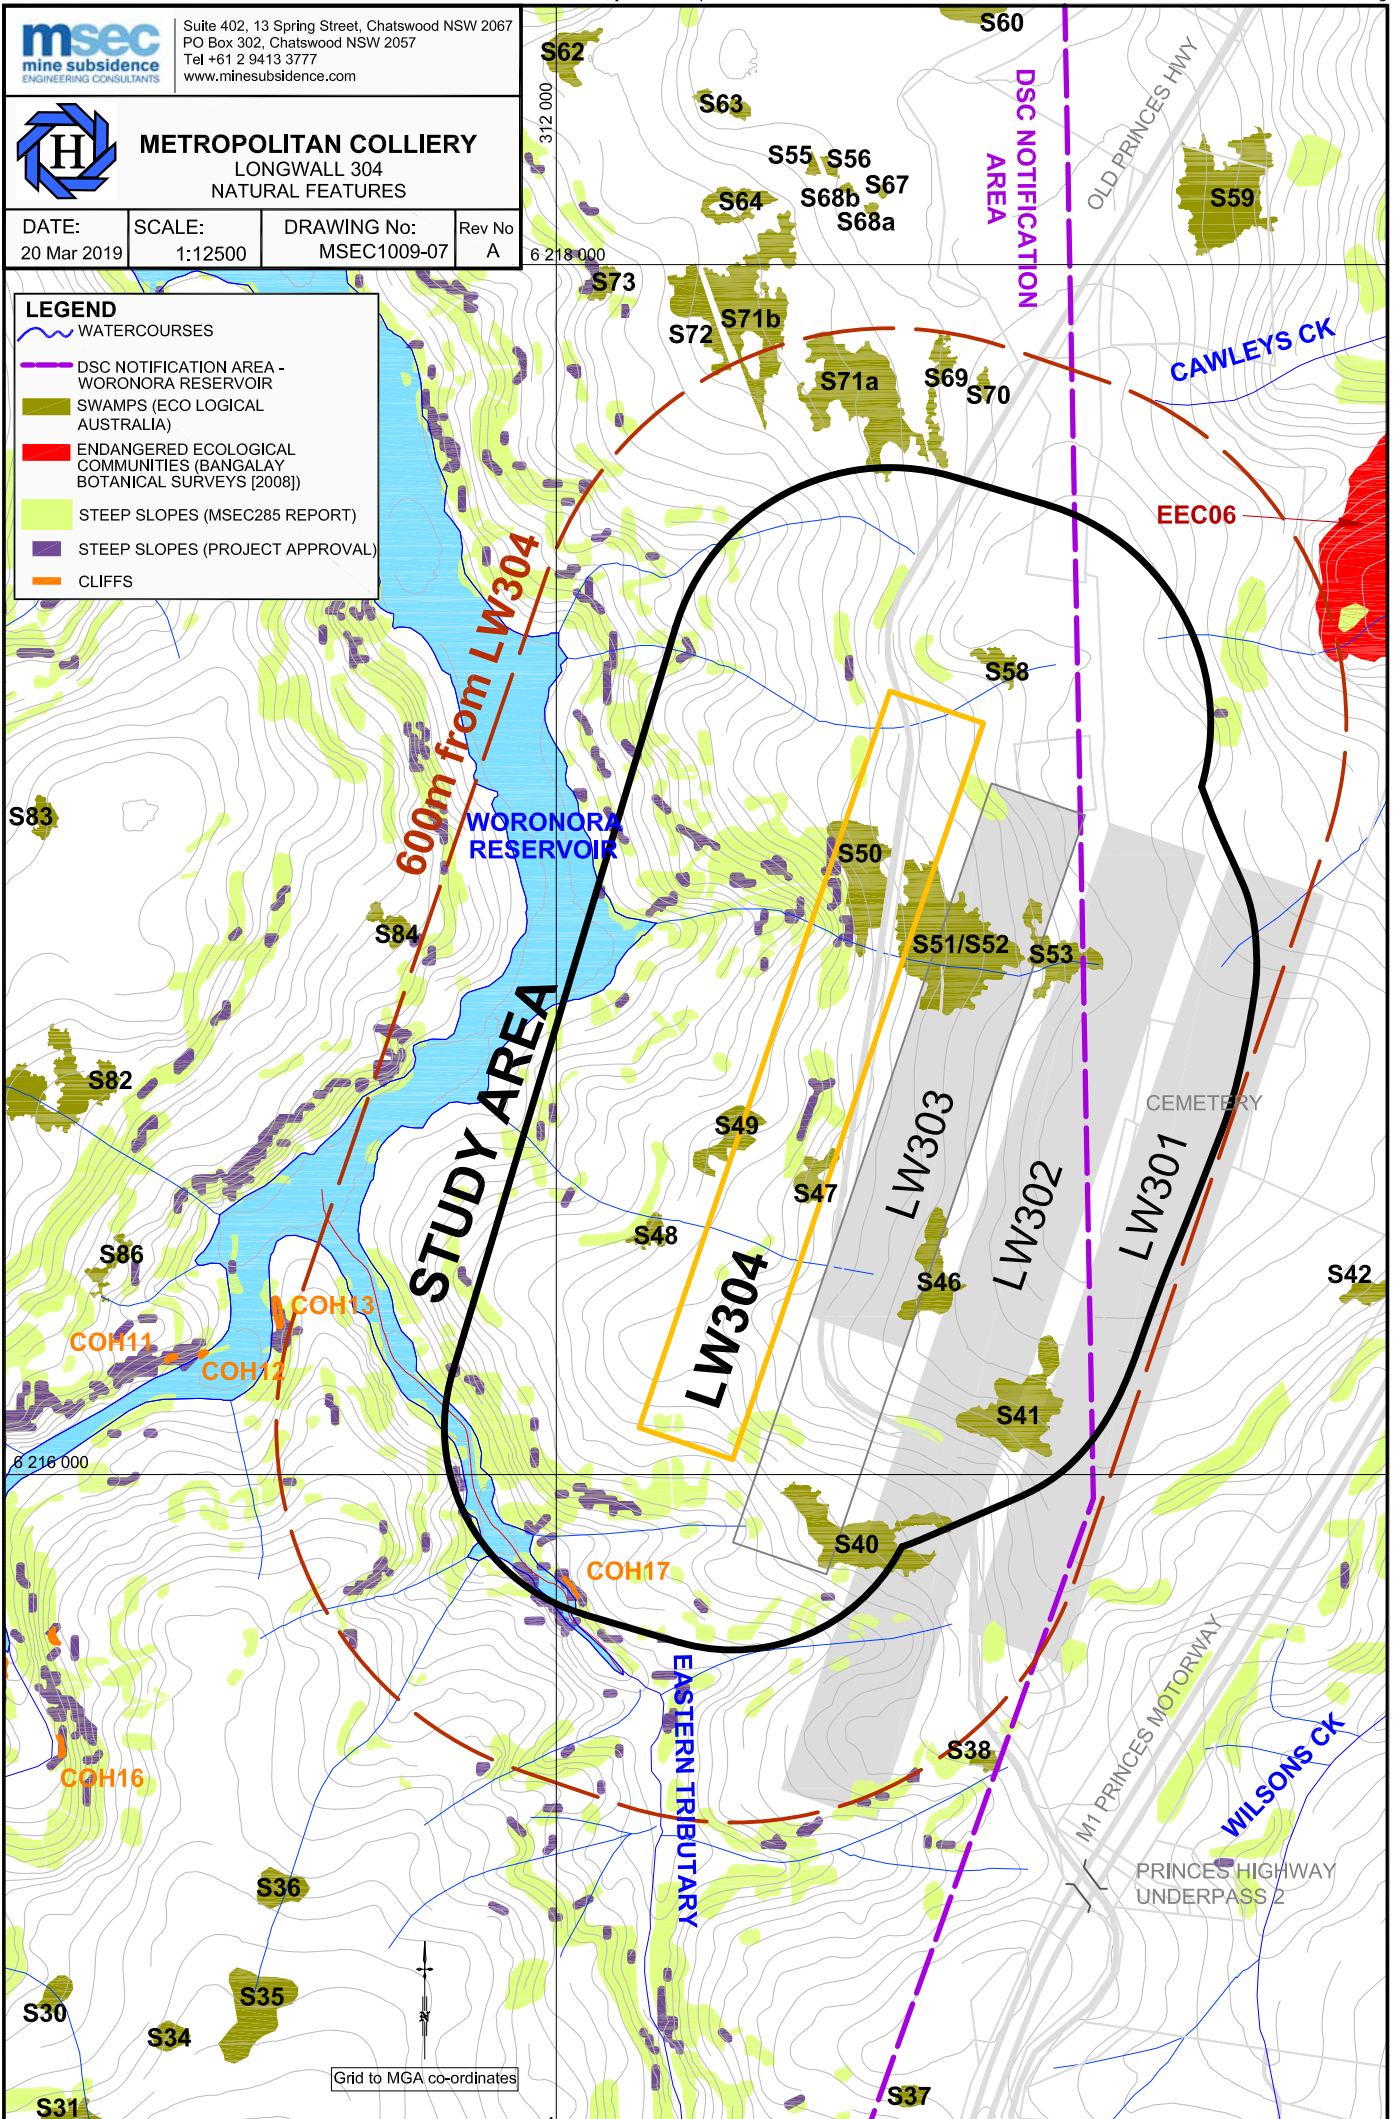 msec
mine subsidence
ENGINEERING CONSULTANTS
Suite 402, 13 Spring Street, Chatswood NSW 2067
PO Box 302, Chatswood NSW 2057
Tel +61 2 9413 3777
www.minesubsidence.com
H
METROPOLITAN COLLIERY
LONGWALL 304
NATURAL FEATURES
DATE:
20 Mar 2019
SCALE:
1:12500
DRAWING No:
MSEC1009-07
Rev No
A
LEGEND
WATERCOURSES
DSC NOTIFICATION AREA -
WORONORA RESERVOIR
SWAMPS (ECO LOGICAL
AUSTRALIA)
ENDANGERED ECOLOGICAL
COMMUNITIES (BANGALAY
BOTANICAL SURVEYS [2008])
STEEP SLOPES (MSEC285 REPORT)
STEEP SLOPES (PROJECT APPROVAL)
CLIFFS
S60
S62
312 000
S63
DSC NOTIFICATION
AREA
OLD PRINCES HWY
S55
S56
S67
S68b
S68a
S64
S59
6 218 000
S73
S71b
S72
S71a
S69
S70
CAWLEYS CK
EEC06
600m from LW304
S58
S83
WORONORA
RESERVOIR
S50
S84
S51/S52
S53
STUDY AREA
S82
CEMETERY
S49
LW303
S47
LW302
LW301
S48
S86
S46
S42
LW304
COH13
COH11
COH12
S41
6 216 000
S40
COH17
EASTERN TRIBUTARY
M1 PRINCES MOTORWAY
S38
COH16
WILSONS CK
PRINCES HIGHWAY
UNDERPASS 2
S36
S35
S30
S34
N
Grid to MGA co-ordinates
S37
S31